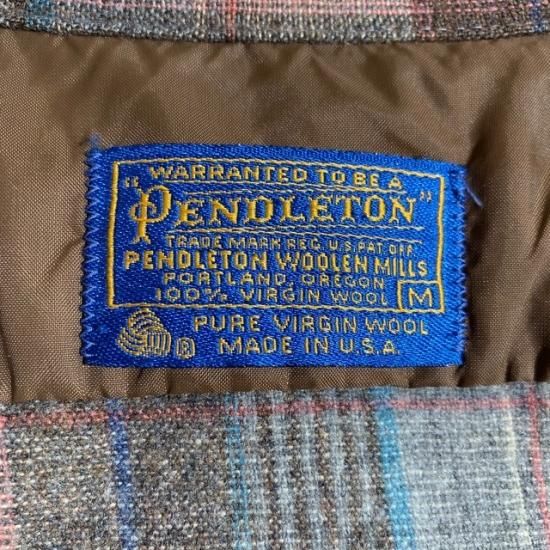 WARRANTED TO BE A
"PENDLETON"
TRADE MARK REG. U.S. PAT. OFF.
PENDLETON WOOLEN MILLS
PORTLAND, OREGON
100% VIRGIN WOOL M
® PURE VIRGIN WOOL
MADE IN U.S.A.